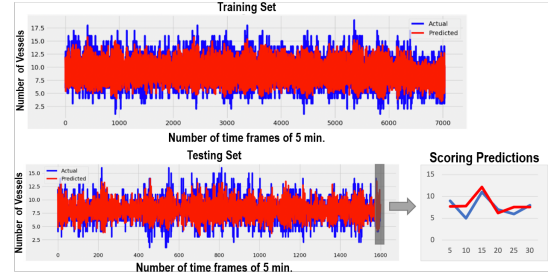 Training Set
Number of Vessels
17.5
15.0
12.5
10.0
7.5
5.0
2.5
Actual
Predicted
0 1000 2000 3000 4000 5000 6000 7000
Number of time frames of 5 min.
Testing Set
Number of Vessels
15.0
12.5
10.0
7.5
5.0
2.5
Actual
Predicted
0 200 400 600 800 1000 1200 1400 1600
Number of time frames of 5 min.
Scoring Predictions
15
10
5
0
5 10 15 20 25 30